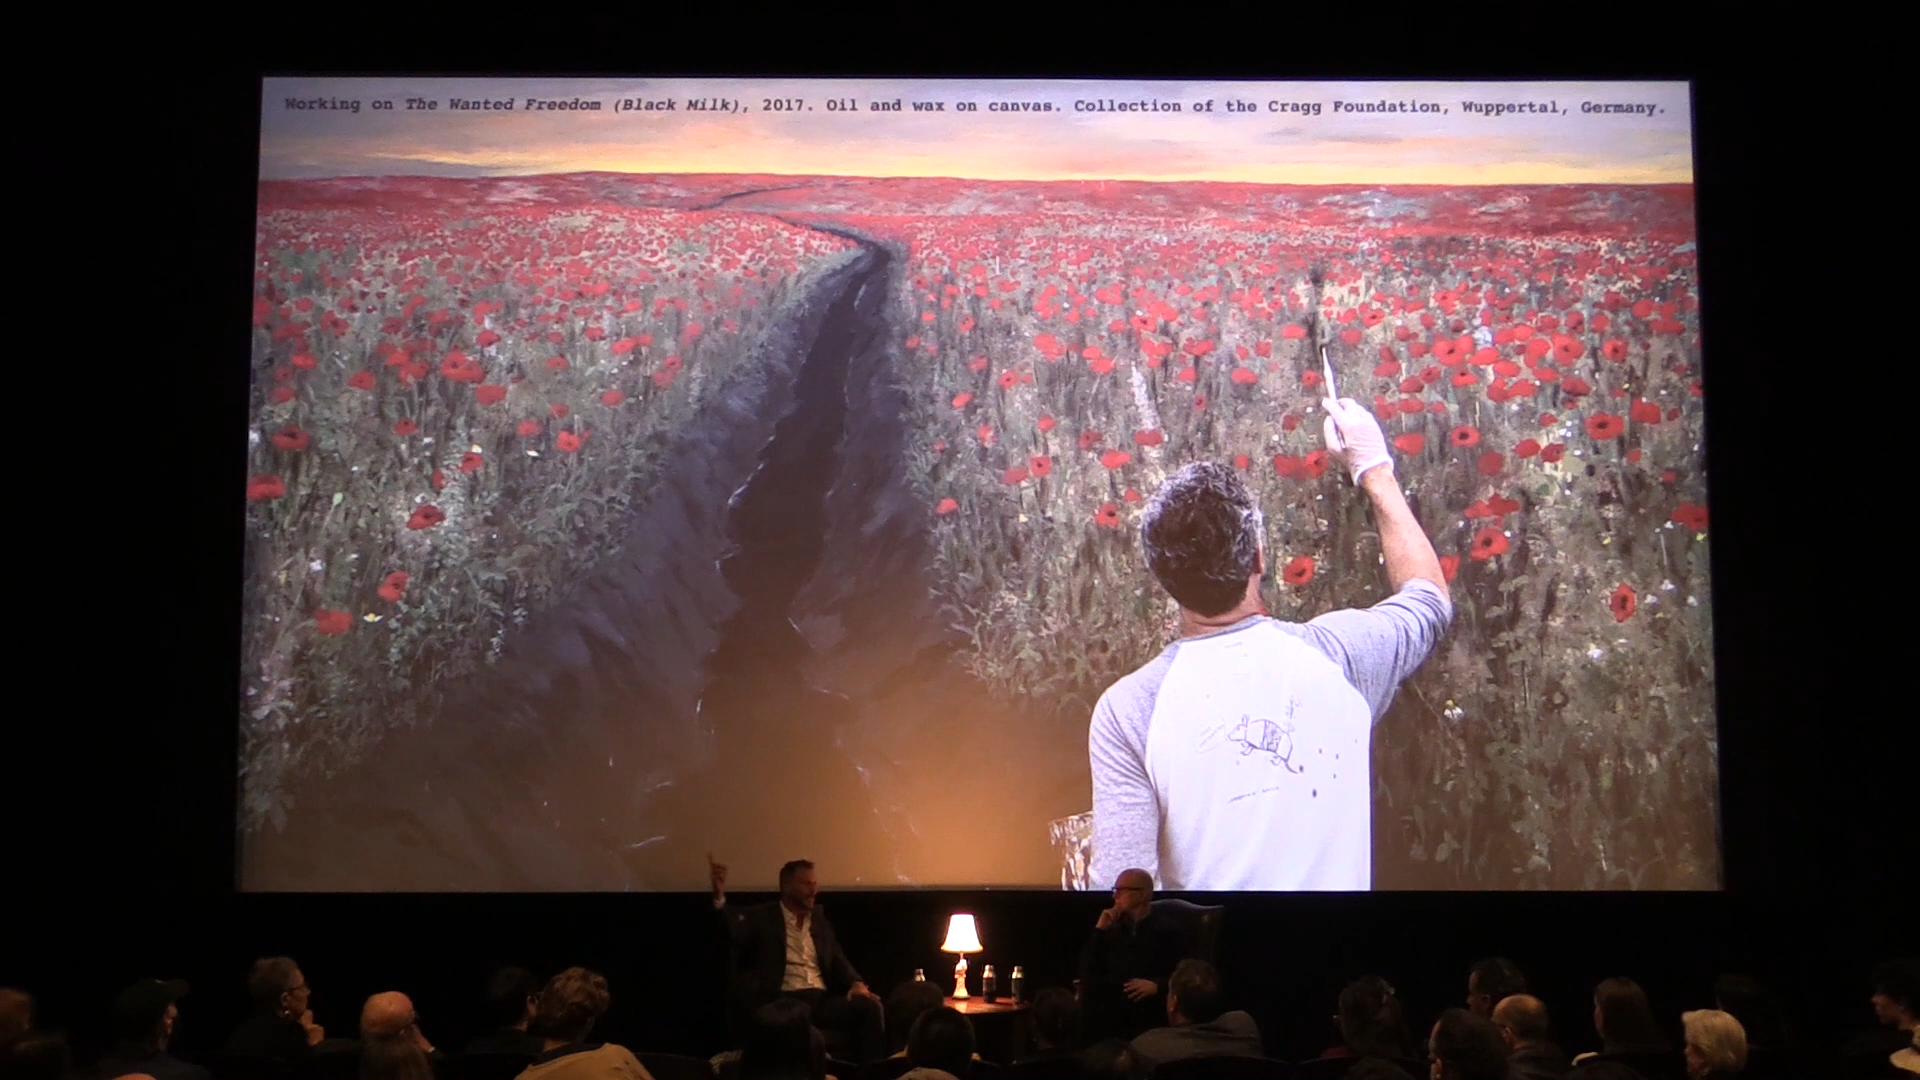 Working on The Wanted Freedom (Black Milk), 2017. Oil and wax on canvas. Collection of the Cragg Foundation, Wuppertal, Germany.